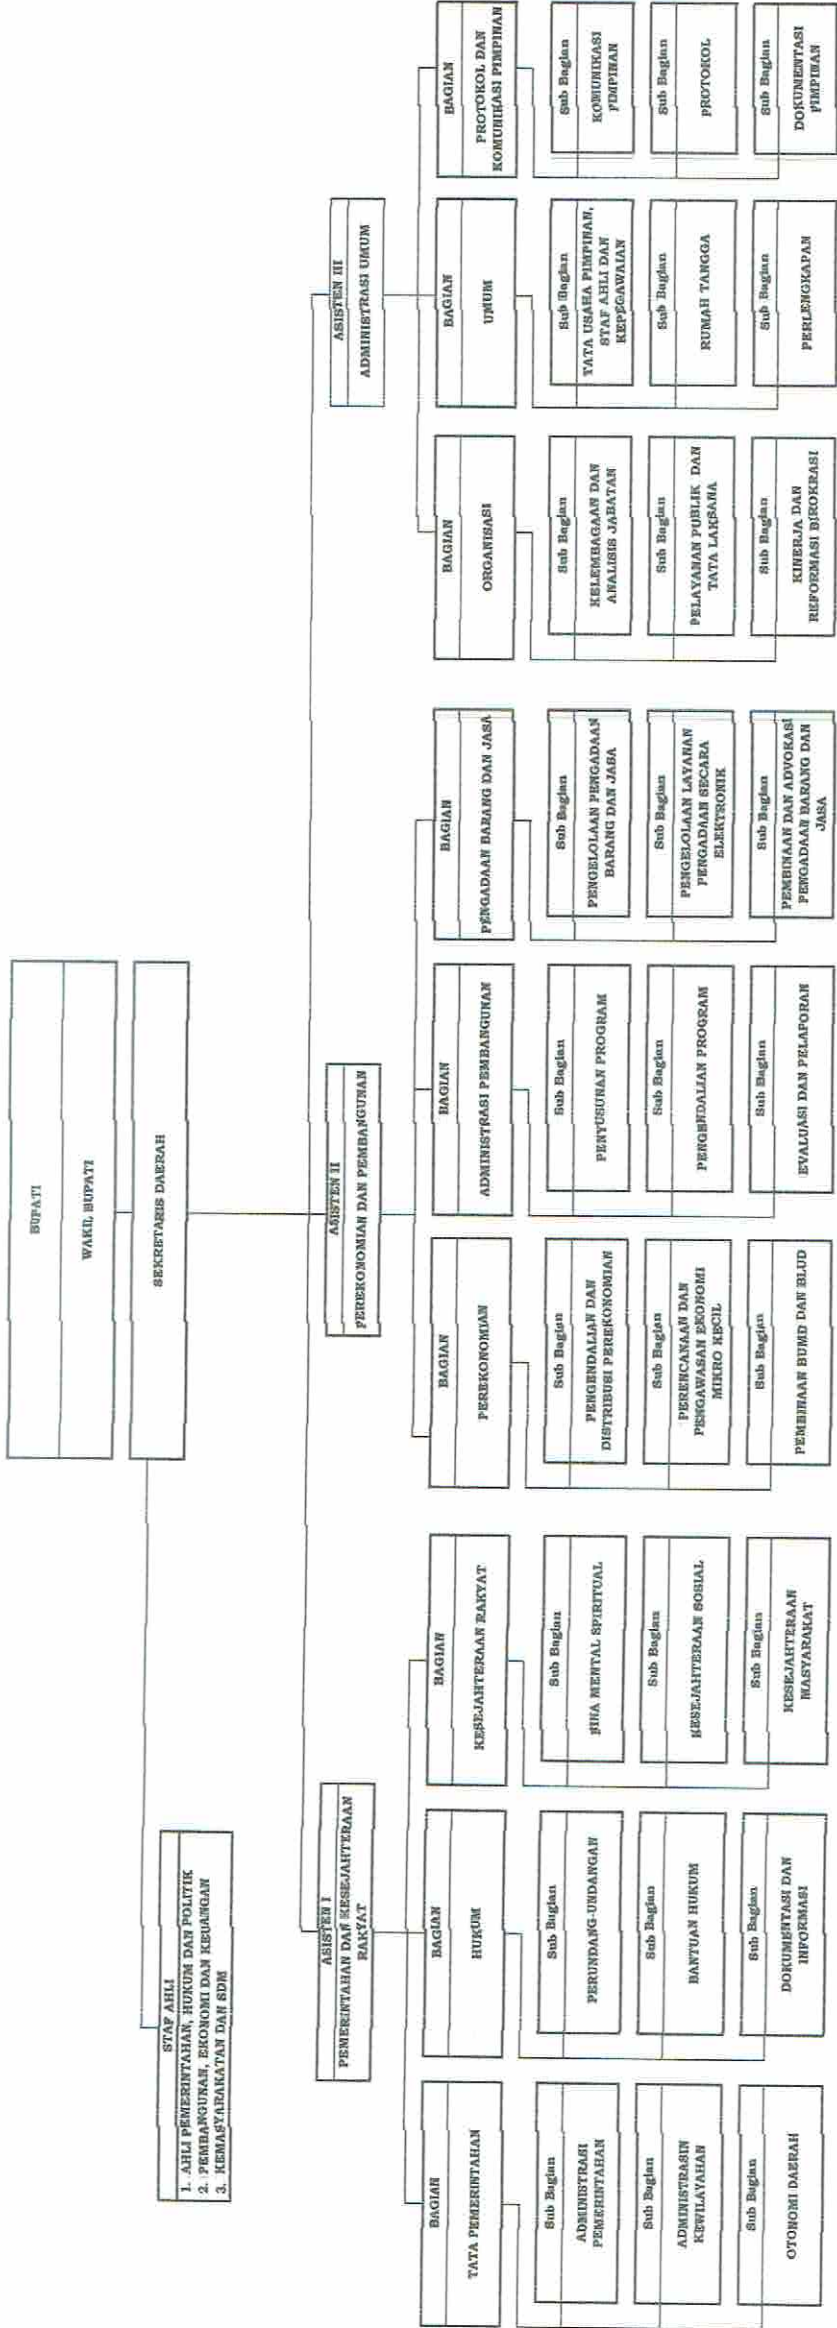 BUPATI
WAKIL BUPATI
SEKRETARIS DAERAH
STAF AHLI
1. AHLI PEMERINTAHAN, HUKUM DAN POLITIK
2. PEMBANGUNAN, EKONOMI DAN KEUANGAN
3. KEMASYARAKATAN DAN SDM
ASISTEN I
PEMERINTAHAN DAN KESEJAHTERAAN
RAKYAT
ASISTEN II
PEREKONOMIAN DAN PEMBANGUNAN
ASISTEN III
ADMINISTRASI UMUM
BAGIAN
TATA PEMERINTAHAN
Sub Bagian
ADMINISTRASI
PEMERINTAHAN
Sub Bagian
ADMINISTRASIN
KEWILAYAHAN
Sub Bagian
OTONOMI DAERAH
BAGIAN
HUKUM
Sub Bagian
PERUNDANG-UNDANGAN
Sub Bagian
BANTUAN HUKUM
Sub Bagian
DOKUMENTASI DAN
INFORMASI
BAGIAN
KESEJAHTERAAN RAKYAT
Sub Bagian
BINA MENTAL SPIRITUAL
Sub Bagian
KESEJAHTERAAN SOSIAL
Sub Bagian
KESEJAHTERAAN
MASYARAKAT
BAGIAN
PEREKONOMIAN
Sub Bagian
PENGENDALIAN DAN
DISTRIBUSI PEREKONOMIAN
Sub Bagian
PERENCANAAN DAN
PENGAWASAN EKONOMI
MIKRO KECIL
Sub Bagian
PEMBINAAN BUMD DAN BLUD
BAGIAN
ADMINISTRASI PEMBANGUNAN
Sub Bagian
PENYUSUNAN PROGRAM
Sub Bagian
PENGENDALIAN PROGRAM
Sub Bagian
EVALUASI DAN PELAPORAN
BAGIAN
PENGADAAN BARANG DAN JASA
Sub Bagian
PENGELOLAAN PENGADAAN
BARANG DAN JASA
Sub Bagian
PENGELOLAAN LAYANAN
PENGADAAN SECARA
ELEKTRONIK
Sub Bagian
PEMBINAAN DAN ADVOKASI
PENGADAAN BARANG DAN
JASA
BAGIAN
ORGANISASI
Sub Bagian
KELEMBAGAAN DAN
ANALISIS JABATAN
Sub Bagian
PELAYANAN PUBLIK DAN
TATA LAKSANA
Sub Bagian
KINERJA DAN
REFORMASI BIROKRASI
BAGIAN
UMUM
Sub Bagian
TATA USAHA PIMPINAN,
STAF AHLI DAN
KEPEGAWAIAN
Sub Bagian
RUMAH TANGGA
Sub Bagian
PERLENGKAPAN
BAGIAN
PROTOKOL DAN
KOMUNIKASI PIMPINAN
Sub Bagian
KOMUNIKASI
PIMPINAN
Sub Bagian
PROTOKOL
Sub Bagian
DOKUMENTASI
PIMPINAN